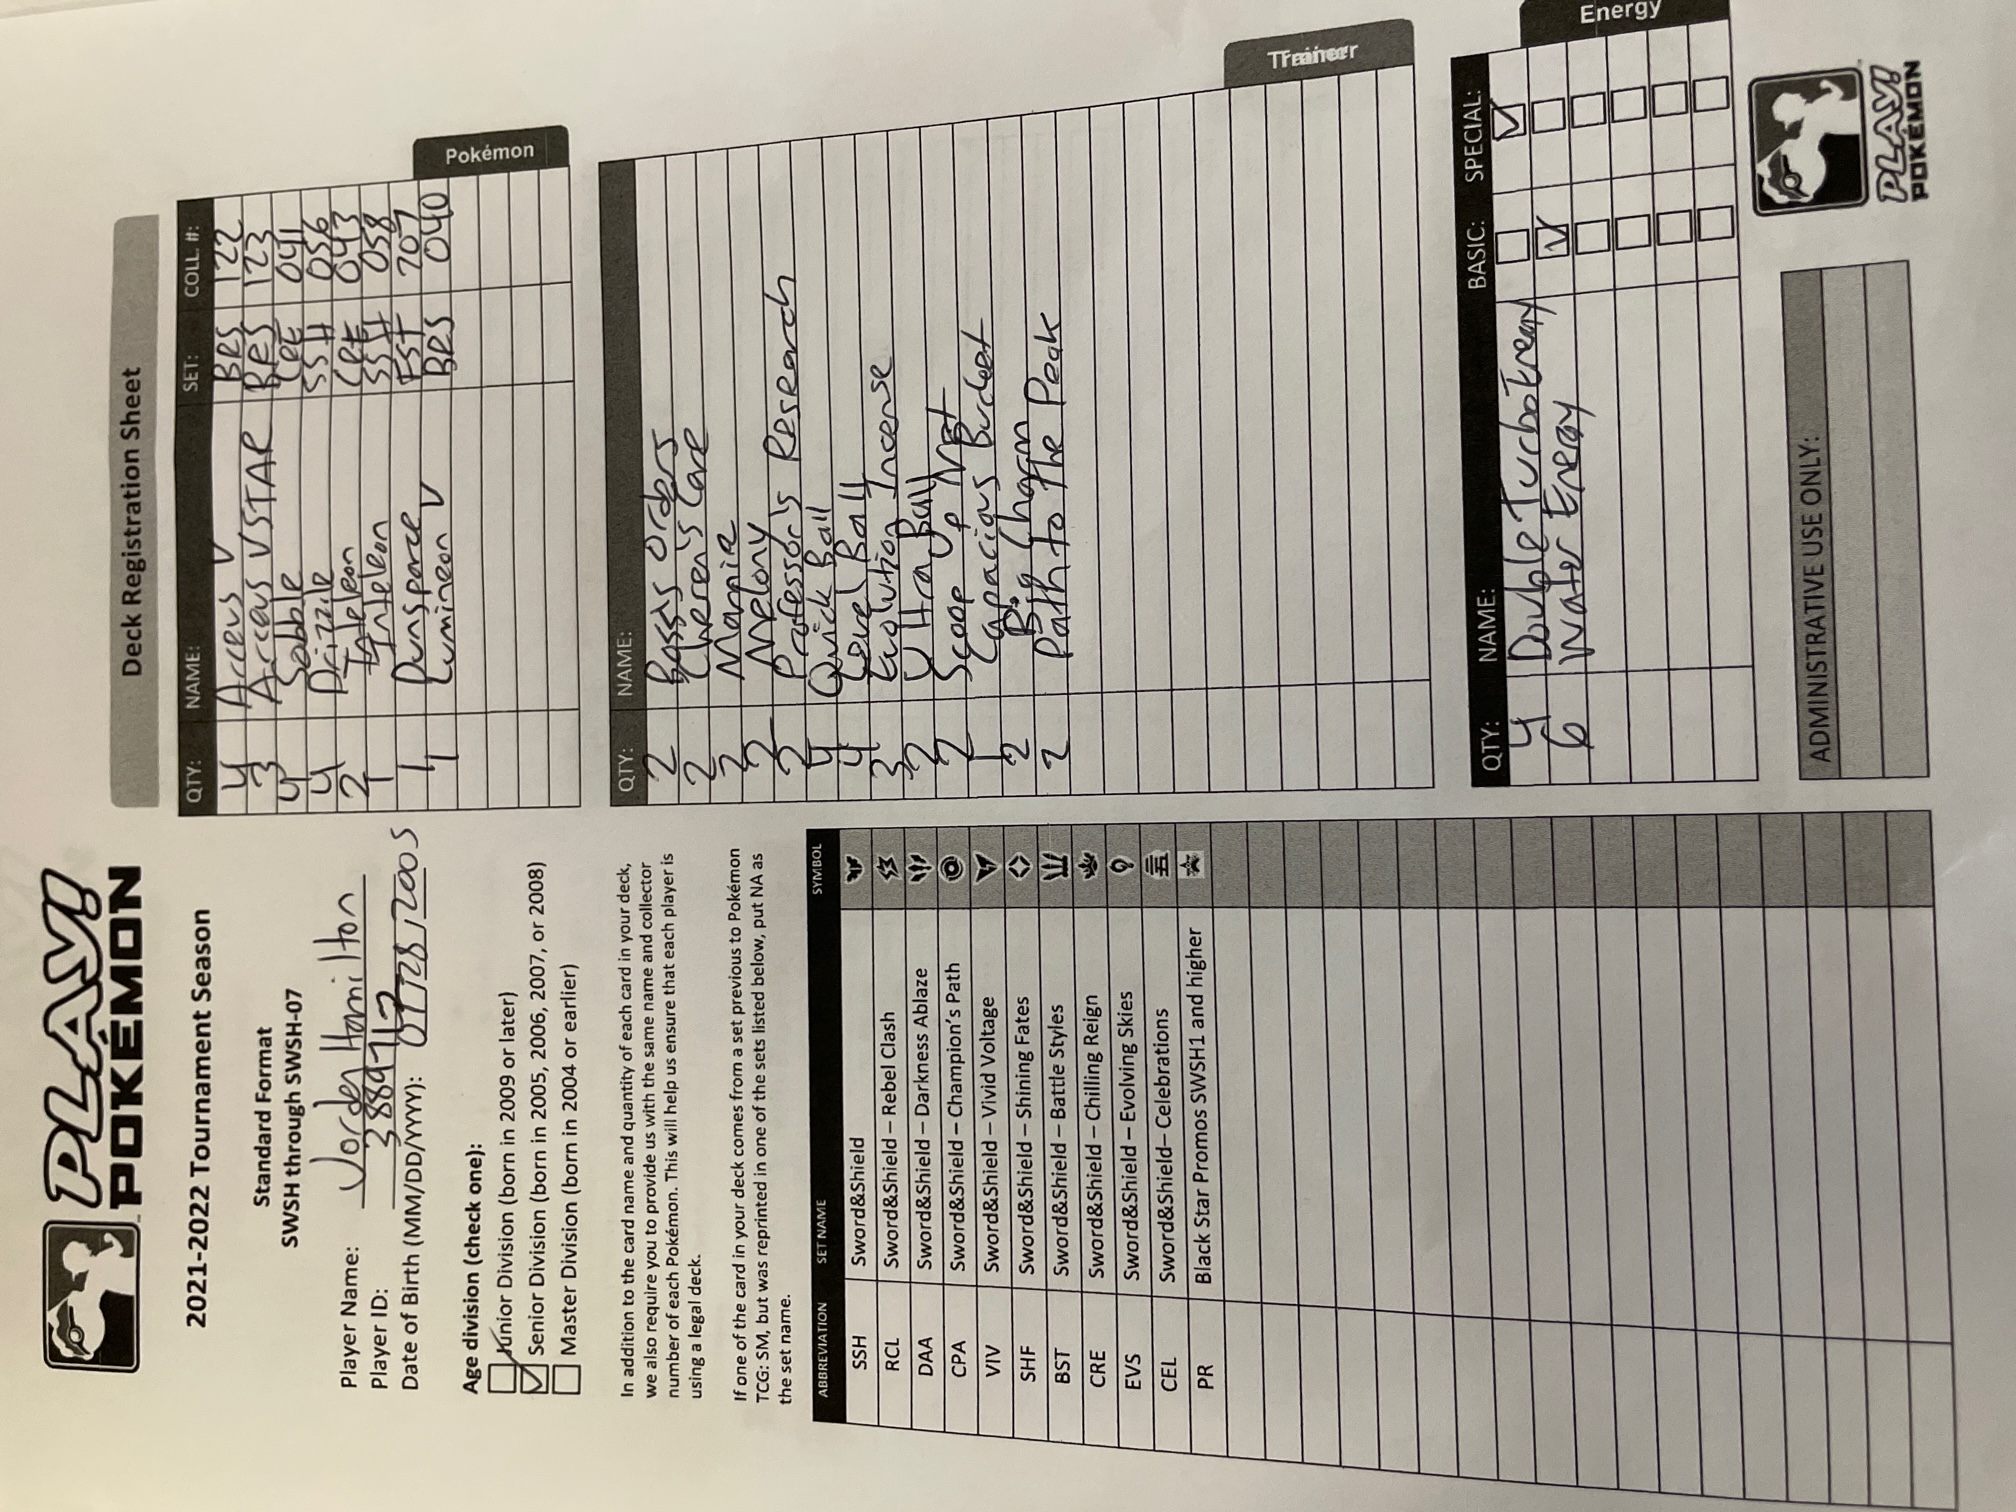 PLAY!
POKÉMON
2021-2022 Tournament Season
Standard Format
SWSH through SWSH-07
Player Name: Jorden Hamilton
Player ID: 3889712
Date of Birth (MM/DD/YYYY): 07/28/2005
Age division (check one):
Junior Division (born in 2009 or later)
Senior Division (born in 2005, 2006, 2007, or 2008)
Master Division (born in 2004 or earlier)
In addition to the card name and quantity of each card in your deck,
we also require you to provide us with the same name and collector
number of each Pokémon. This will help us ensure that each player is
using a legal deck.
If one of the card in your deck comes from a set previous to Pokémon
TCG: SM, but was reprinted in one of the sets listed below, put NA as
the set name.
ABBREVIATION SET NAME SYMBOL
SSH Sword&Shield
RCL Sword&Shield – Rebel Clash
DAA Sword&Shield – Darkness Ablaze
CPA Sword&Shield – Champion's Path
VIV Sword&Shield – Vivid Voltage
SHF Sword&Shield – Shining Fates
BST Sword&Shield – Battle Styles
CRE Sword&Shield – Chilling Reign
EVS Sword&Shield – Evolving Skies
CEL Sword&Shield– Celebrations
PR Black Star Promos SWSH1 and higher
Deck Registration Sheet
QTY: NAME: SET: COLL. #:
4 Arceus V BRS 122
3 Arceus VSTAR BRS 123
4 Sobble CRE 041
4 Drizzile SSH 056
2 Inteleon CRE 043
1 Inteleon SSH 058
1 Dunsparce FST 207
1 Lumineon V BRS 040
Pokémon
QTY: NAME:
2 Boss's Orders
2 Cheren's Care
2 Marnie
2 Melony
2 Professor's Research
4 Quick Ball
4 Level Ball
3 Evolution Incense
2 Ultra Ball
2 Scoop Up Net
1 Capacious Bucket
2 Big Charm
2 Path to the Peak
Trainer
QTY: NAME: BASIC: SPECIAL:
4 Double Turbo Energy
6 Water Energy
Energy
ADMINISTRATIVE USE ONLY:
PLAY!
POKÉMON